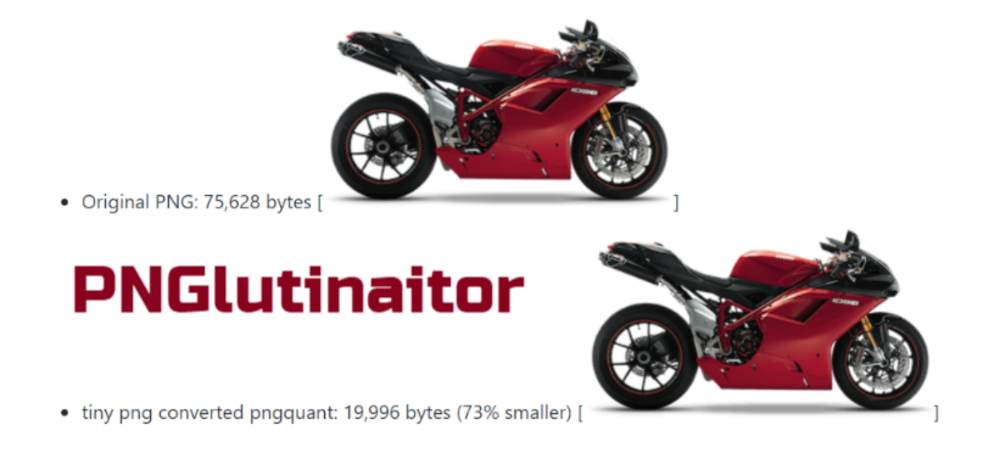 Original PNG: 75,628 bytes [ ]
PNGlutinaitor
tiny png converted pngquant: 19,996 bytes (73% smaller) [ ]